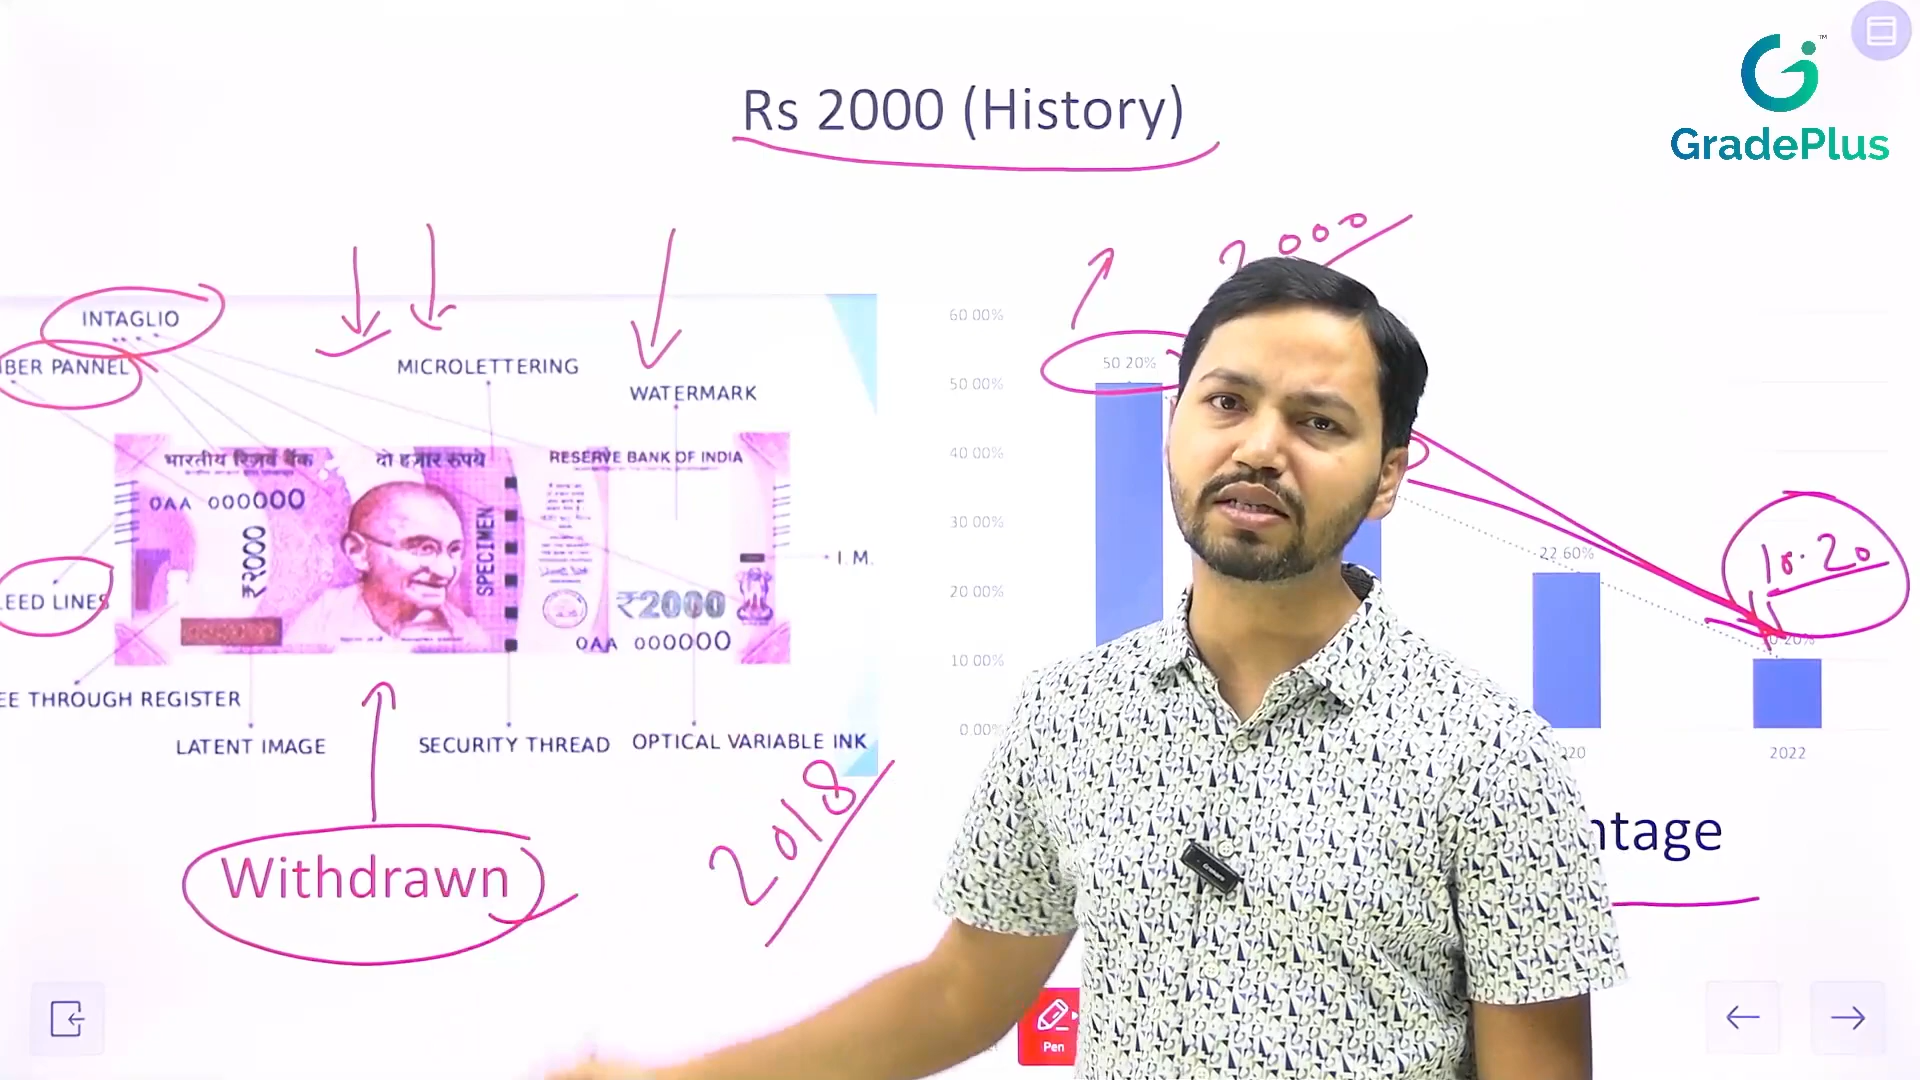 GradePlus
TM
Rs 2000 (History)
2000
INTAGLIO
BER PANNEL
MICROLETTERING
WATERMARK
भारतीय रिज़र्व बैंक
दो हज़ार रुपये
RESERVE BANK OF INDIA
0AA 000000
₹2000
SPECIMEN
₹2000
0AA 000000
I.M.
EED LINES
EE THROUGH REGISTER
LATENT IMAGE
SECURITY THREAD
OPTICAL VARIABLE INK
Withdrawn
2018
60 00%
50 20%
50 00%
40 00%
30 00%
22 60%
10.20
20 00%
10 00%
0.00%
20
2022
ntage
Pen